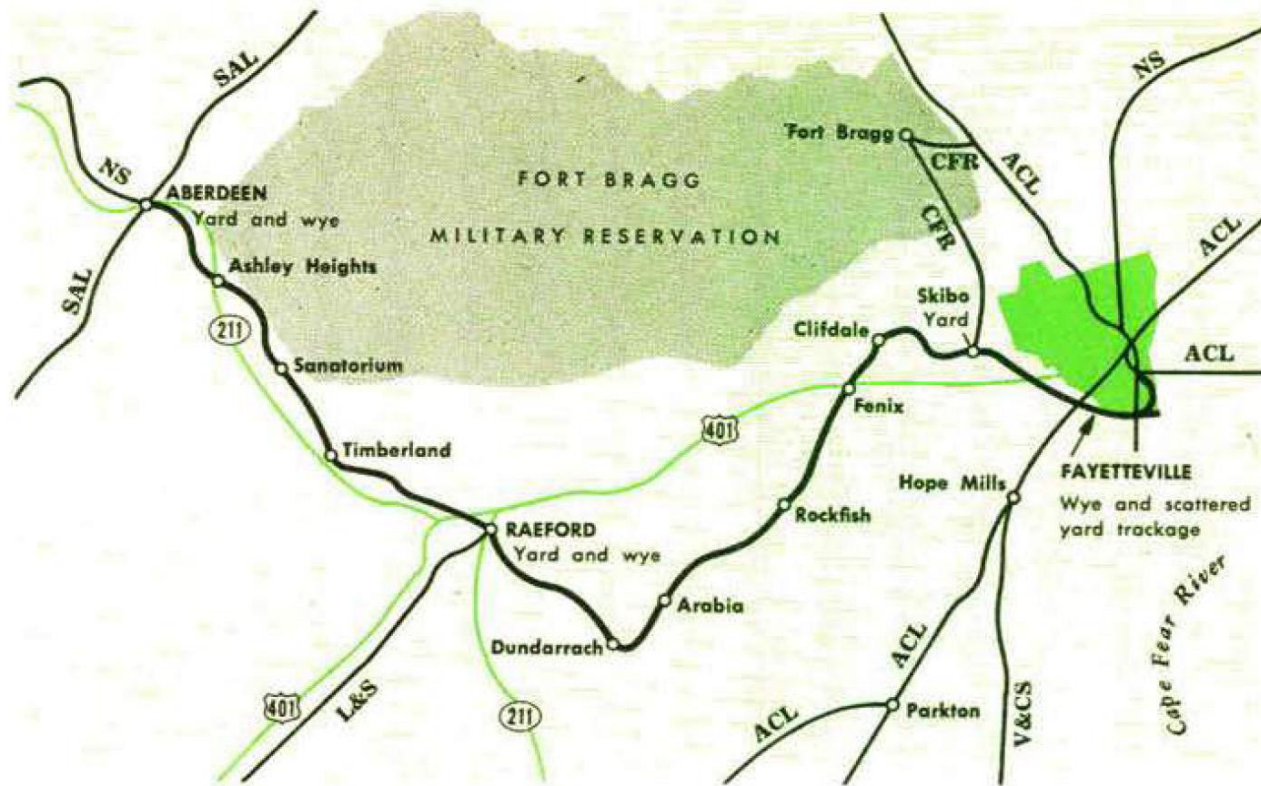 SAL
NS
ABERDEEN
Yard and wye
SAL
Ashley Heights
211
Sanatorium
Timberland
FORT BRAGG
MILITARY RESERVATION
Fort Bragg
CFR
CFR
ACL
NS
ACL
Skibo
Yard
Clifdale
ACL
Fenix
401
Hope Mills
FAYETTEVILLE
Wye and scattered
yard trackage
Rockfish
RAEFORD
Yard and wye
Arabia
Dundarrach
401
L&S
211
ACL
ACL
Parkton
V&CS
Cape Fear River